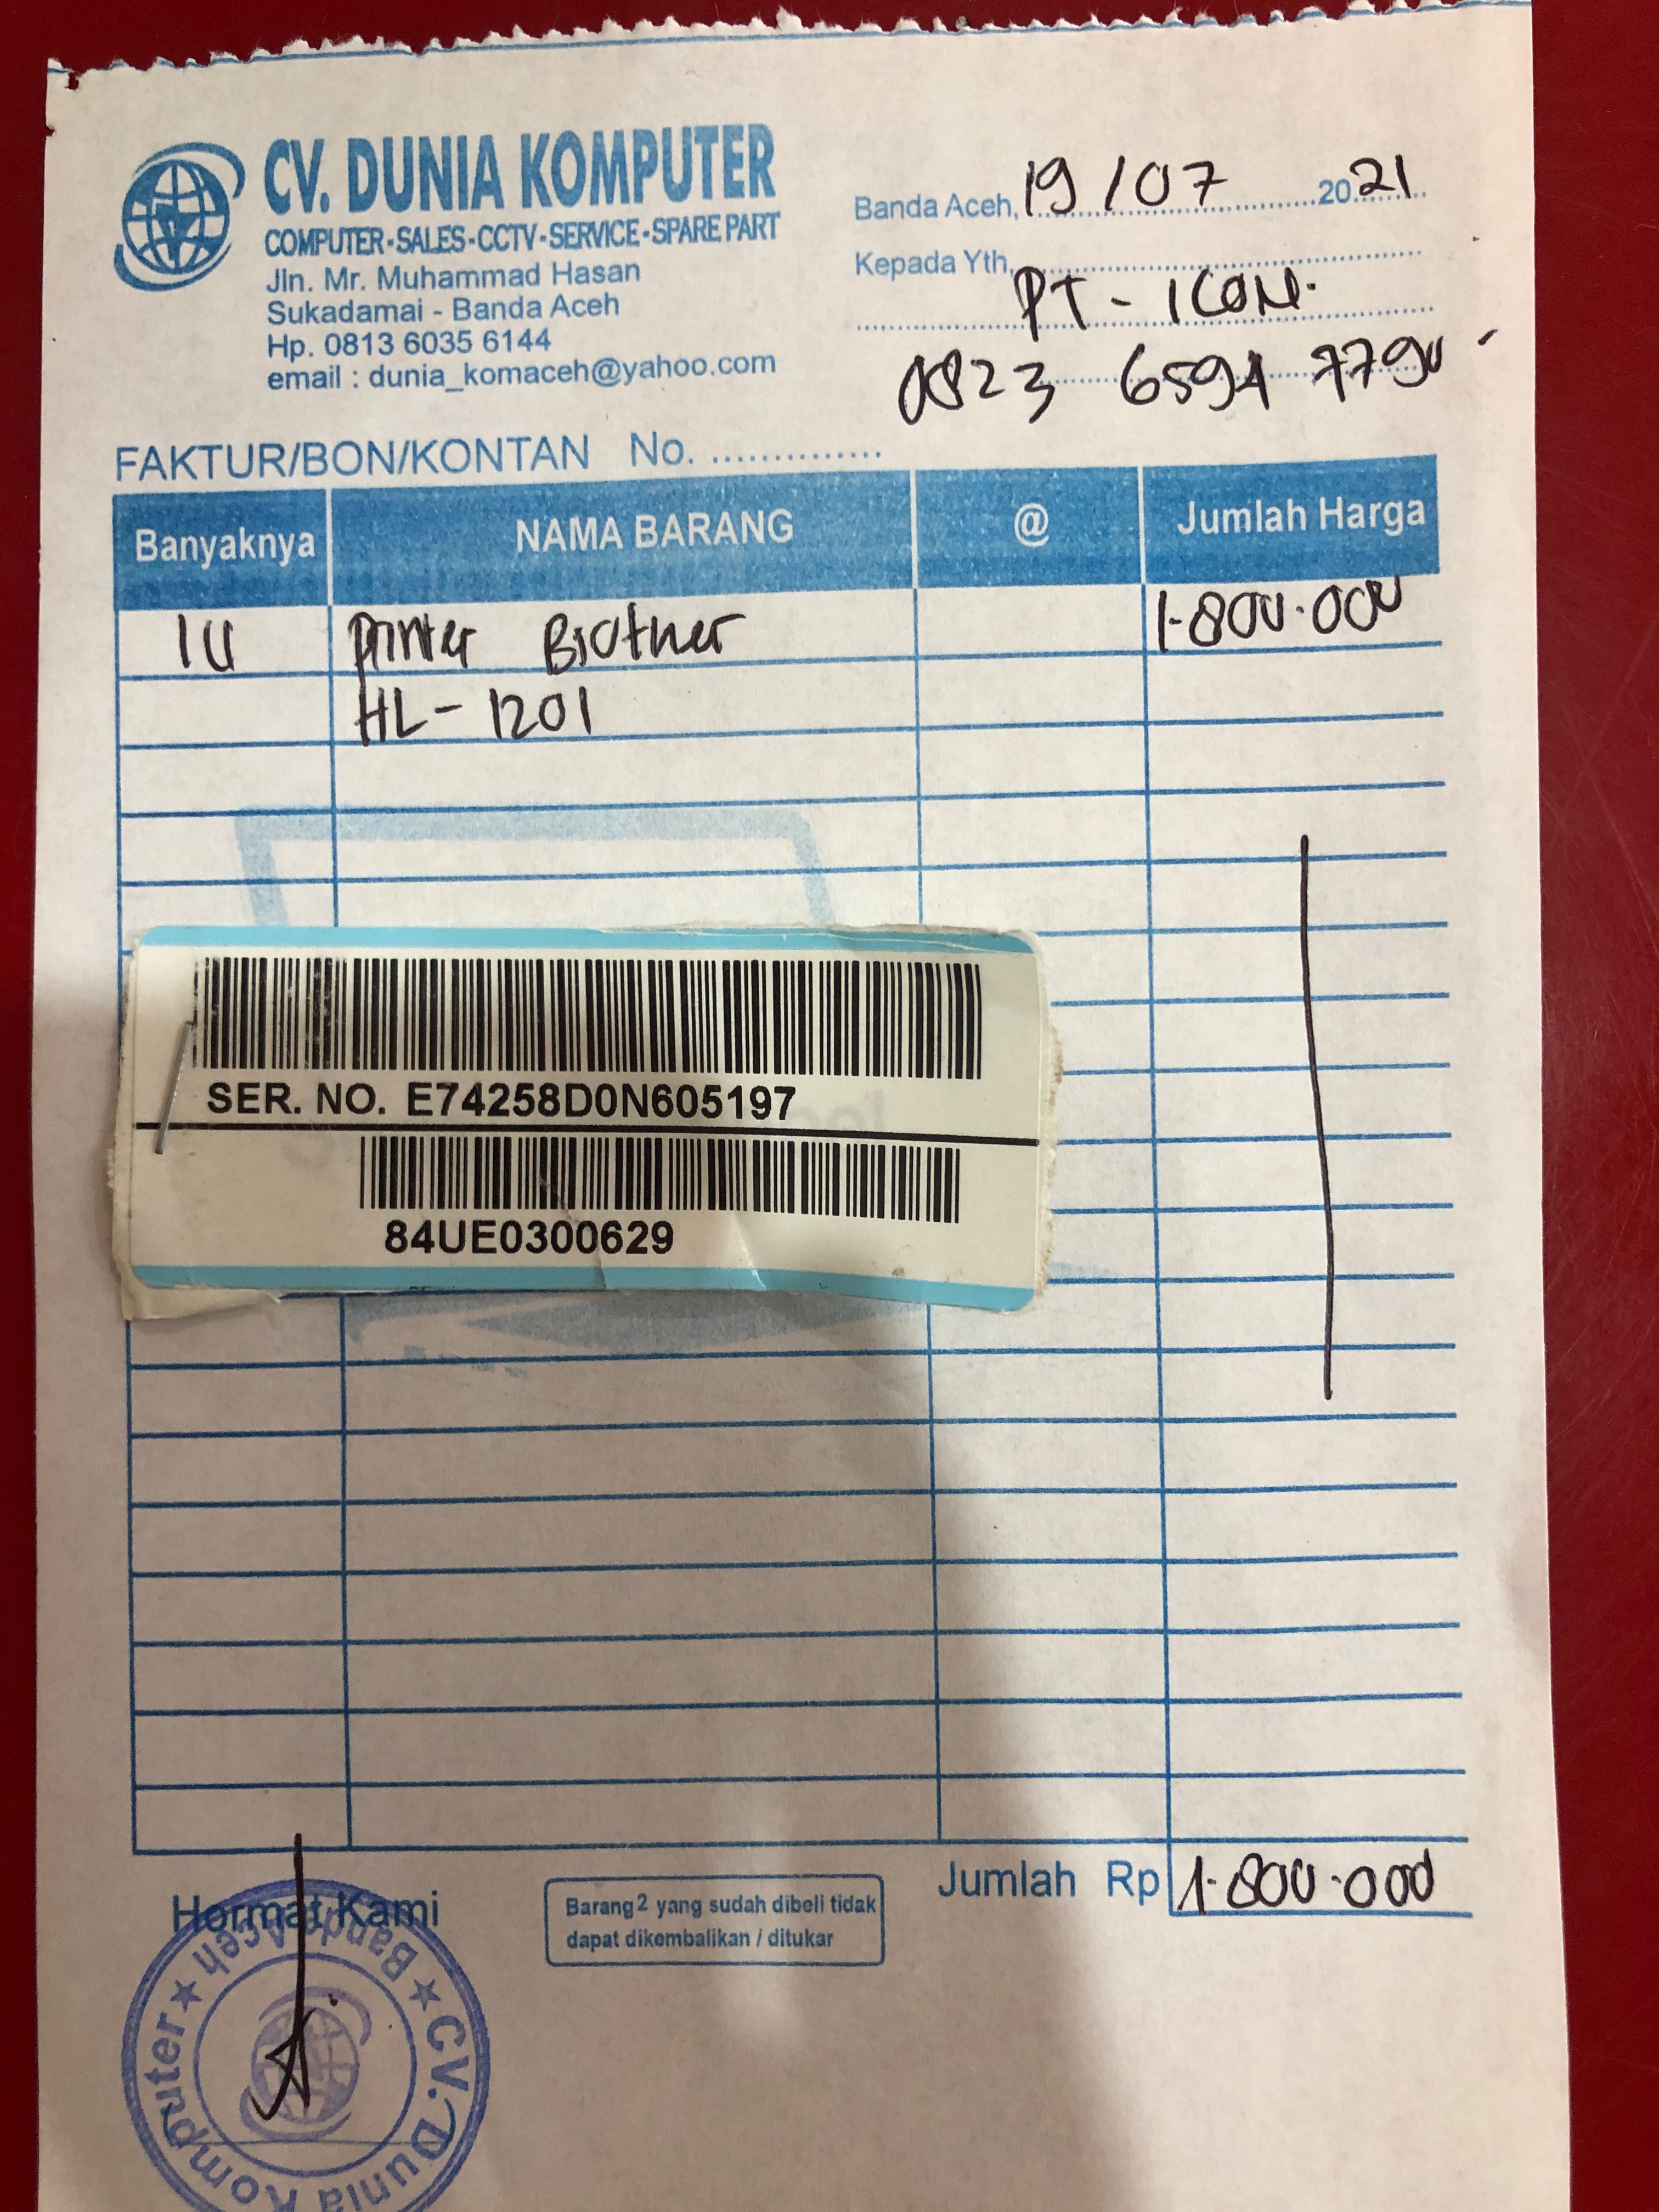 CV. DUNIA KOMPUTER
COMPUTER-SALES-CCTV-SERVICE-SPARE PART
Jln. Mr. Muhammad Hasan
Sukadamai - Banda Aceh
Hp. 0813 6035 6144
email : dunia_komaceh@yahoo.com
Banda Aceh, 19/07 2021
Kepada Yth,
PT - ICON.
0823 6594 7790
FAKTUR/BON/KONTAN No. ..............
Banyaknya NAMA BARANG @ Jumlah Harga
1U Printer Brother 1.800.000
HL-1201
SER. NO. E74258D0N605197
84UE0300629
Jumlah Rp 1.800.000
Hormat Kami
Barang2 yang sudah dibeli tidak
dapat dikembalikan / ditukar
CV. Dunia Komputer ★ Banda Aceh ★